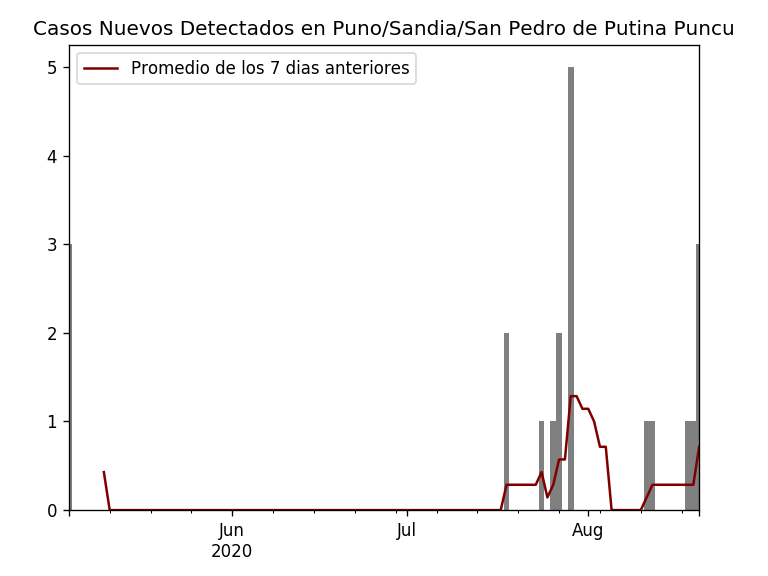 Casos Nuevos Detectados en Puno/Sandia/San Pedro de Putina Puncu
Promedio de los 7 dias anteriores
5
4
3
2
1
0
Jun
2020
Jul
Aug